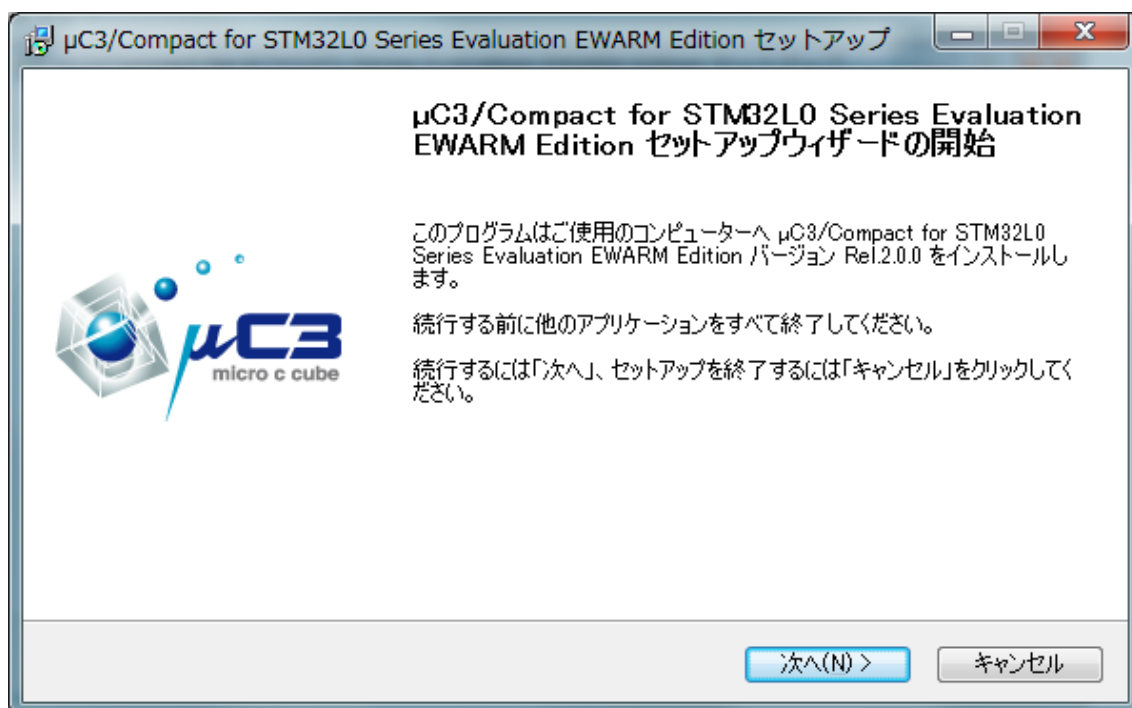 μC3/Compact for STM32L0 Series Evaluation EWARM Edition セットアップ
μC3/Compact for STM32L0 Series Evaluation
EWARM Edition セットアップウィザードの開始
このプログラムはご使用のコンピューターへ μC3/Compact for STM32L0
Series Evaluation EWARM Edition バージョン Rel.2.0.0 をインストールし
ます。
続行する前に他のアプリケーションをすべて終了してください。
続行するには「次へ」、セットアップを終了するには「キャンセル」をクリックしてく
ださい。
μC3
micro c cube
次へ(N) >
キャンセル